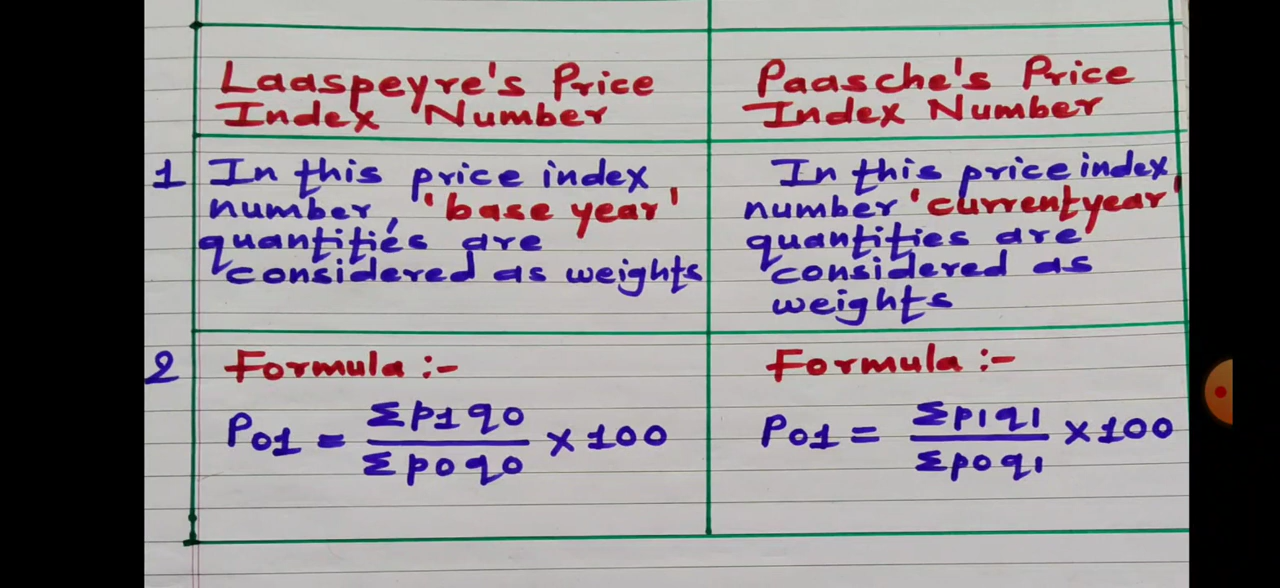 Laaspeyre's Price
Index Number
Paasche's Price
Index Number
1
In this price index
number, 'base year'
quantities are
considered as weights
In this price index
number 'current year'
quantities are
considered as
weights
2
Formula :-
P01 = Σp1q0 / Σp0q0 × 100
Formula :-
P01 = Σp1q1 / Σp0q1 × 100